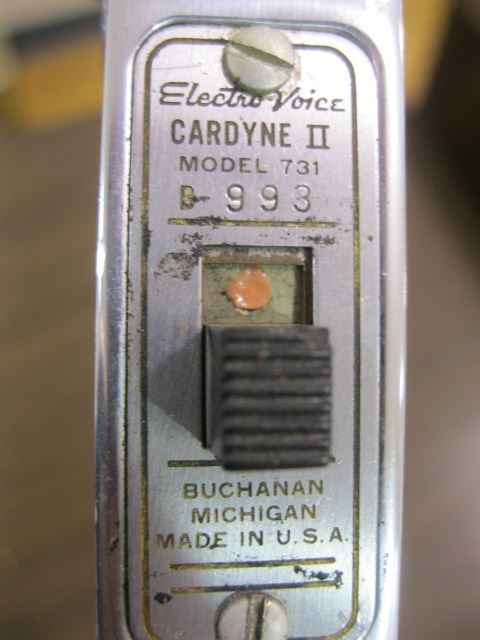 Electro-Voice
CARDYNE II
MODEL 731
B-993
BUCHANAN
MICHIGAN
MADE IN U.S.A.